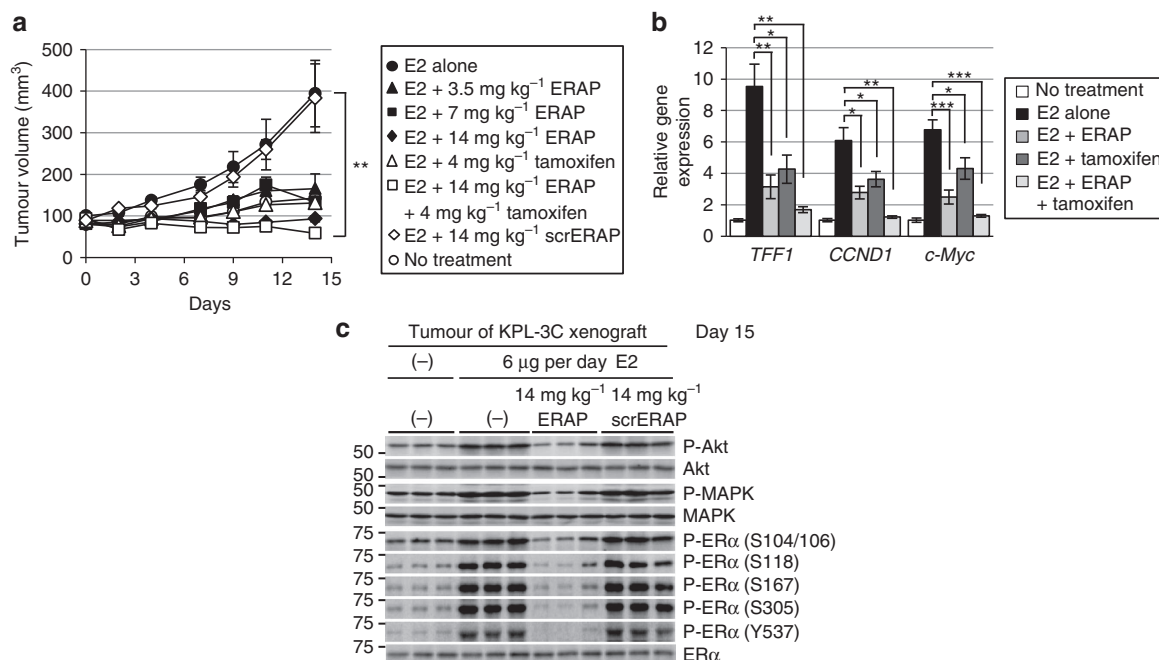 a
Tumour volume (mm³)
500
400
300
200
100
0
0 3 6 9 12 15
Days
**
E2 alone
E2 + 3.5 mg kg⁻¹ ERAP
E2 + 7 mg kg⁻¹ ERAP
E2 + 14 mg kg⁻¹ ERAP
E2 + 4 mg kg⁻¹ tamoxifen
E2 + 14 mg kg⁻¹ ERAP
+ 4 mg kg⁻¹ tamoxifen
E2 + 14 mg kg⁻¹ scrERAP
No treatment
b
Relative gene
expression
12
10
8
6
4
2
0
**
*
**
**
*
*
***
*
***
TFF1 CCND1 c-Myc
No treatment
E2 alone
E2 + ERAP
E2 + tamoxifen
E2 + ERAP
+ tamoxifen
c
Tumour of KPL-3C xenograft Day 15
(–) 6 µg per day E2
14 mg kg⁻¹ 14 mg kg⁻¹
(–) (–) ERAP scrERAP
50 P-Akt
50 Akt
50 P-MAPK
50 MAPK
75 P-ERα (S104/106)
75 P-ERα (S118)
75 P-ERα (S167)
75 P-ERα (S305)
75 P-ERα (Y537)
75 ERα